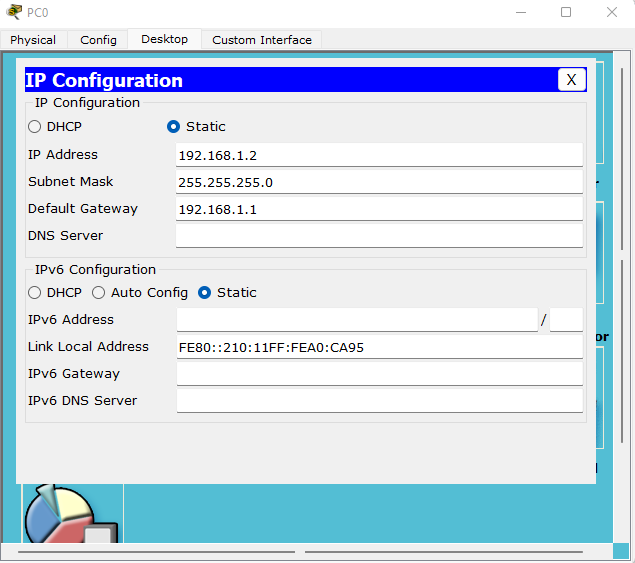 PC0
Physical Config Desktop Custom Interface
IP Configuration X
IP Configuration
DHCP Static
IP Address 192.168.1.2
Subnet Mask 255.255.255.0
Default Gateway 192.168.1.1
DNS Server
IPv6 Configuration
DHCP Auto Config Static
IPv6 Address /
Link Local Address FE80::210:11FF:FEA0:CA95
IPv6 Gateway
IPv6 DNS Server